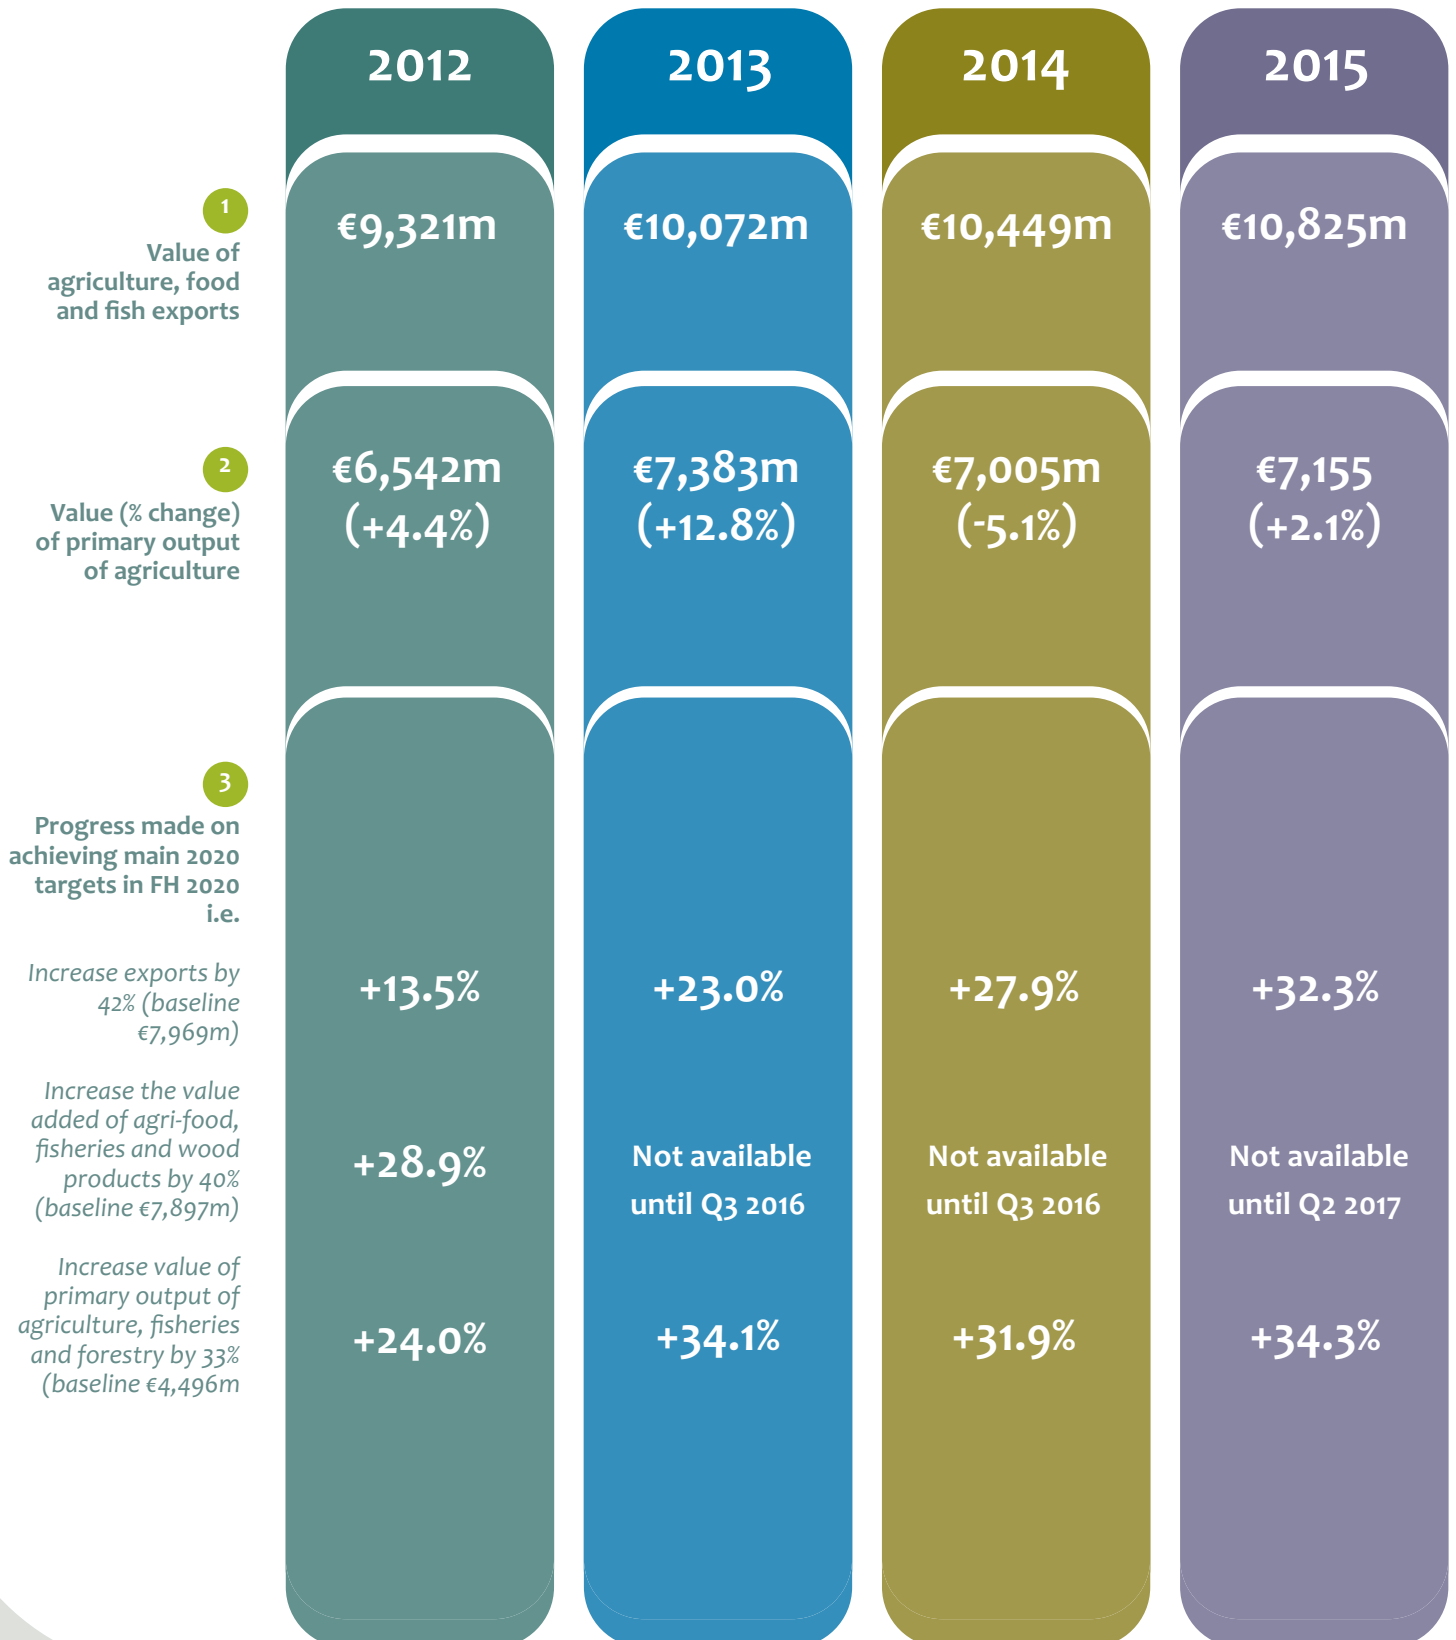 2012 2013 2014 2015
1
Value of
agriculture, food
and fish exports
€9,321m €10,072m €10,449m €10,825m
2
Value (% change)
of primary output
of agriculture
€6,542m €7,383m €7,005m €7,155
(+4.4%) (+12.8%) (-5.1%) (+2.1%)
3
Progress made on
achieving main 2020
targets in FH 2020
i.e.
Increase exports by
42% (baseline
€7,969m)
+13.5% +23.0% +27.9% +32.3%
Increase the value
added of agri-food,
fisheries and wood
products by 40%
(baseline €7,897m)
+28.9%
Not available Not available Not available
until Q3 2016 until Q3 2016 until Q2 2017
Increase value of
primary output of
agriculture, fisheries
and forestry by 33%
(baseline €4,496m
+24.0% +34.1% +31.9% +34.3%